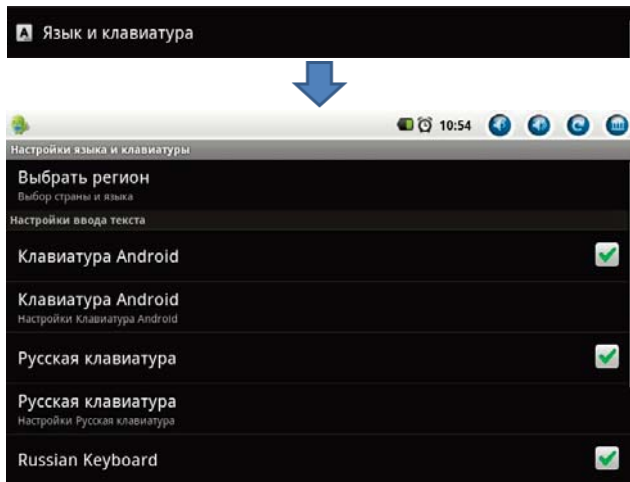 A Язык и клавиатура
10:54
Настройки языка и клавиатуры
Выбрать регион
Выбор страны и языка
Настройки ввода текста
Клавиатура Android
Клавиатура Android
Настройки Клавиатура Android
Русская клавиатура
Русская клавиатура
Настройки Русская клавиатура
Russian Keyboard